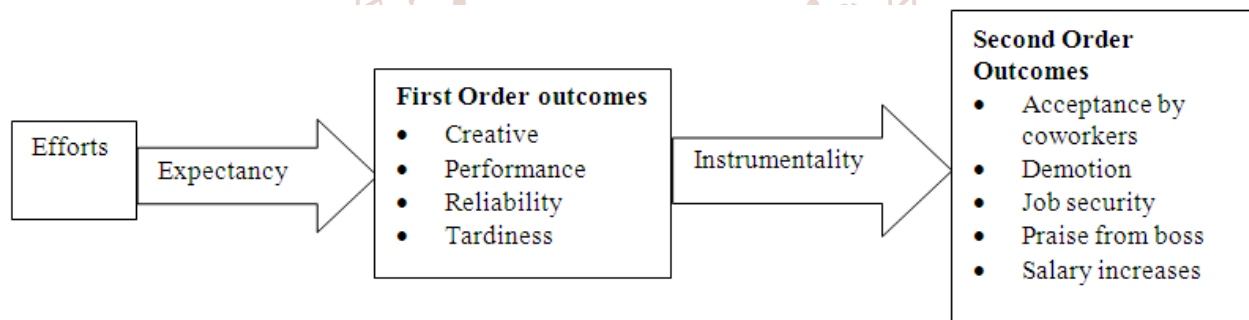 Efforts
Expectancy
First Order outcomes
• Creative
• Performance
• Reliability
• Tardiness
Instrumentality
Second Order
Outcomes
• Acceptance by
coworkers
• Demotion
• Job security
• Praise from boss
• Salary increases